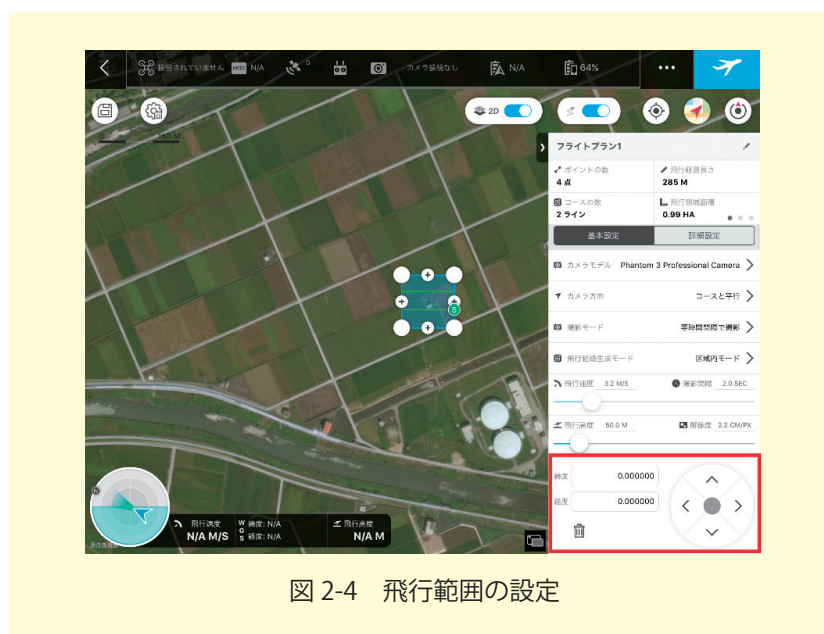 接続されていません N/A D カメラ接続なし N/A 64% •••
2D
0 180 M
フライトプラン1
ポイントの数 飛行経路長さ
4 点 285 M
コースの数 飛行領域面積
2 ライン 0.99 HA
基本設定 詳細設定
カメラモデル Phantom 3 Professional Camera
カメラ方向 コースと平行
撮影モード 等時間間隔で撮影
飛行経路生成モード 区域内モード
飛行速度 3.2 M/S 撮影間隔 2.0 SEC
飛行高度 50.0 M 解像度 2.2 CM/PX
S
緯度 0.000000
経度 0.000000
N
飛行速度 W 緯度: N/A 飛行高度
N/A M/S G S 経度: N/A N/A M
図 2-4 飛行範囲の設定